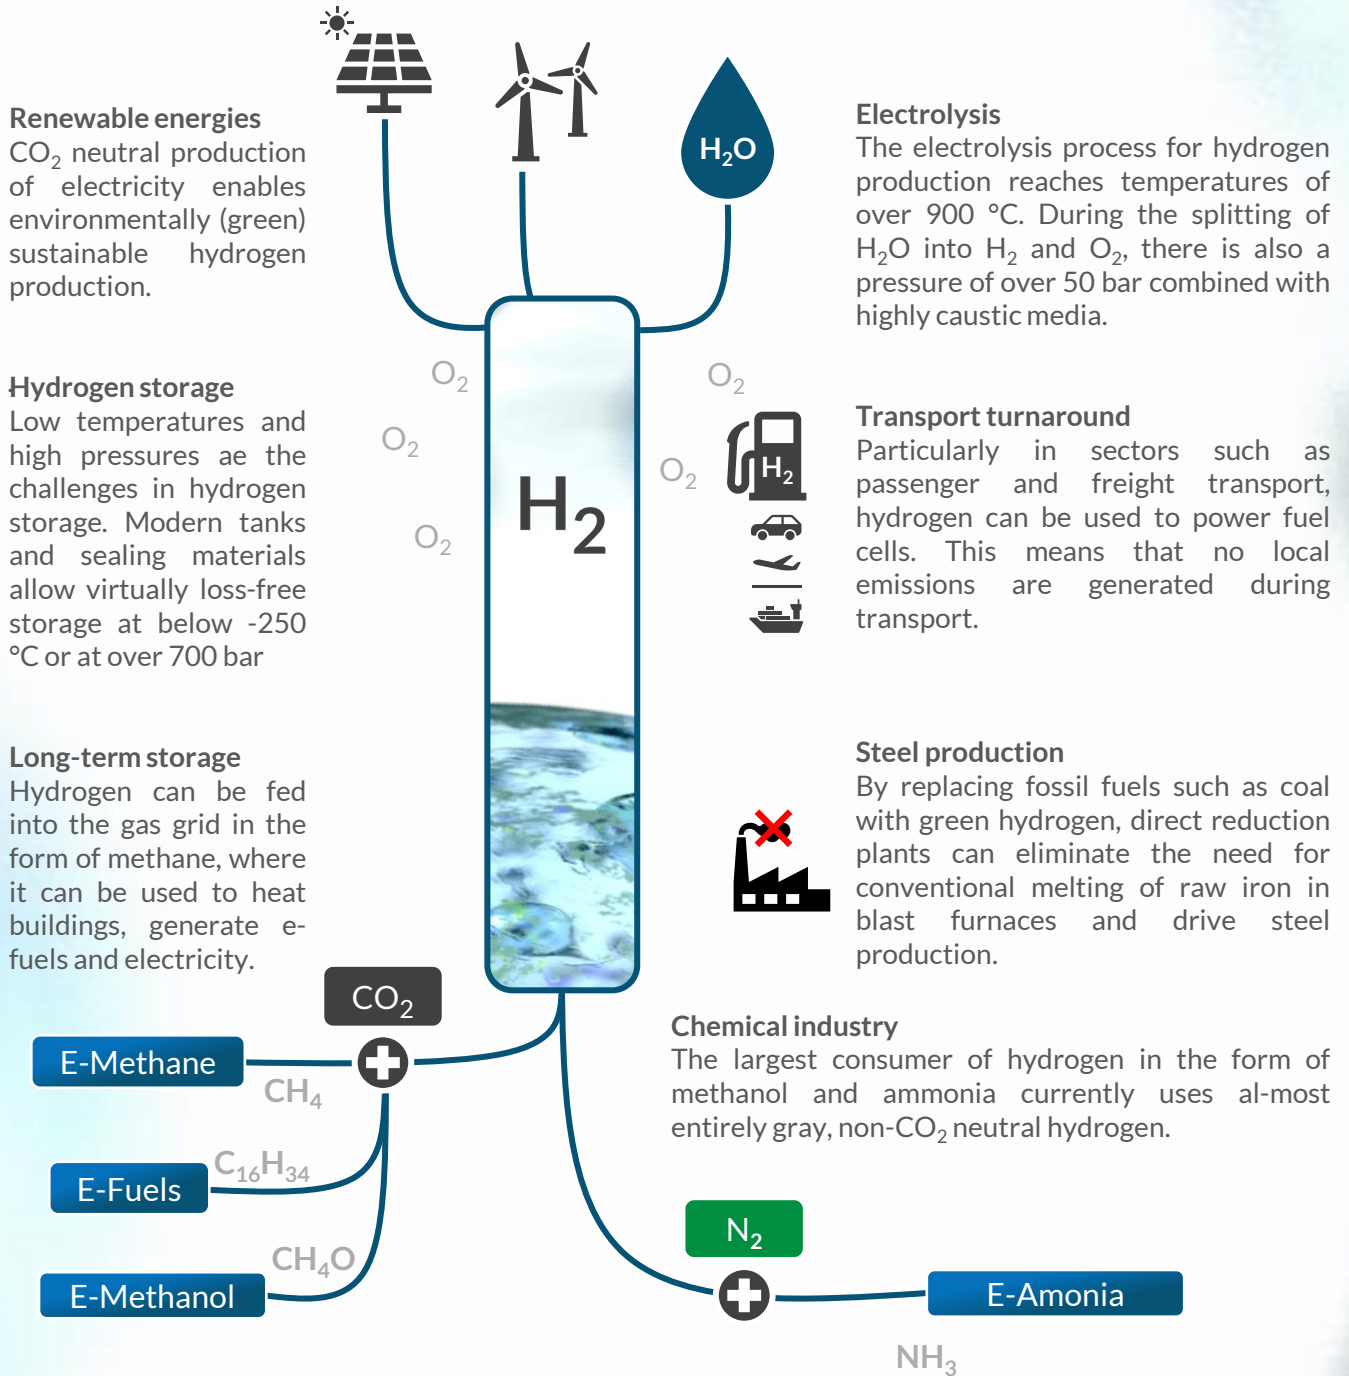 H₂O
Renewable energies
CO₂ neutral production
of electricity enables
environmentally (green)
sustainable hydrogen
production.
Electrolysis
The electrolysis process for hydrogen
production reaches temperatures of
over 900 °C. During the splitting of
H₂O into H₂ and O₂, there is also a
pressure of over 50 bar combined with
highly caustic media.
O₂
O₂
O₂
O₂
O₂
H₂
H₂
Hydrogen storage
Low temperatures and
high pressures ae the
challenges in hydrogen
storage. Modern tanks
and sealing materials
allow virtually loss-free
storage at below -250
°C or at over 700 bar
Transport turnaround
Particularly in sectors such as
passenger and freight transport,
hydrogen can be used to power fuel
cells. This means that no local
emissions are generated during
transport.
Long-term storage
Hydrogen can be fed
into the gas grid in the
form of methane, where
it can be used to heat
buildings, generate e-
fuels and electricity.
Steel production
By replacing fossil fuels such as coal
with green hydrogen, direct reduction
plants can eliminate the need for
conventional melting of raw iron in
blast furnaces and drive steel
production.
CO₂
E-Methane
CH₄
C₁₆H₃₄
E-Fuels
CH₄O
E-Methanol
Chemical industry
The largest consumer of hydrogen in the form of
methanol and ammonia currently uses al-most
entirely gray, non-CO₂ neutral hydrogen.
N₂
E-Amonia
NH₃